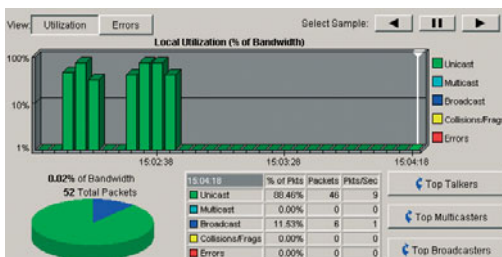 View: Utilization Errors Select Sample:
Local Utilization (% of Bandwidth)
100%
10%
1%
Unicast
Multicast
Broadcast
Collisions/Frags
Errors
15:02:38 15:03:28 15:04:18
0.02% of Bandwidth
52 Total Packets
15:04:18 % of Pkts Packets Pkts/Sec
Unicast 88.46% 46 9
Multicast 0.00% 0 0
Broadcast 11.53% 6 1
Collisions/Frags 0.00% 0 0
Errors 0.00% 0 0
Top Talkers
Top Multicasters
Top Broadcasters